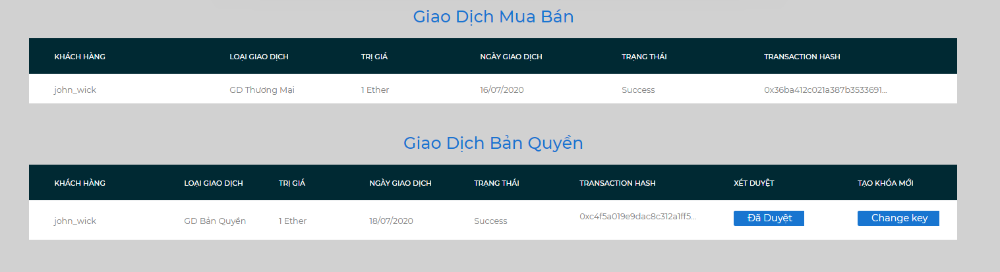 Giao Dịch Mua Bán
KHÁCH HÀNG LOẠI GIAO DỊCH TRỊ GIÁ NGÀY GIAO DỊCH TRẠNG THÁI TRANSACTION HASH
john_wick GD Thương Mại 1 Ether 16/07/2020 Success 0x36ba412c021a387b3533691...
Giao Dịch Bản Quyền
KHÁCH HÀNG LOẠI GIAO DỊCH TRỊ GIÁ NGÀY GIAO DỊCH TRẠNG THÁI TRANSACTION HASH XÉT DUYỆT TẠO KHÓA MỚI
john_wick GD Bản Quyền 1 Ether 18/07/2020 Success 0xc4f5a019e9dac8c312a1ff5... Đã Duyệt Change key